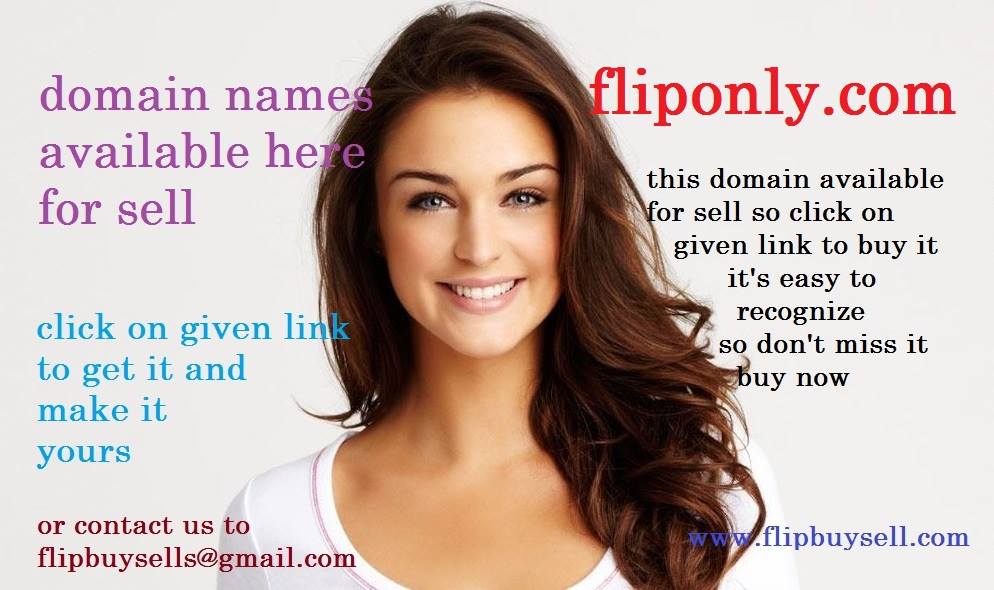 domain names
available here
for sell
click on given link
to get it and
make it
yours
or contact us to
flipbuysells@gmail.com
fliponly.com
this domain available
for sell so click on
given link to buy it
it's easy to
recognize
so don't miss it
buy now
www.flipbuysell.com